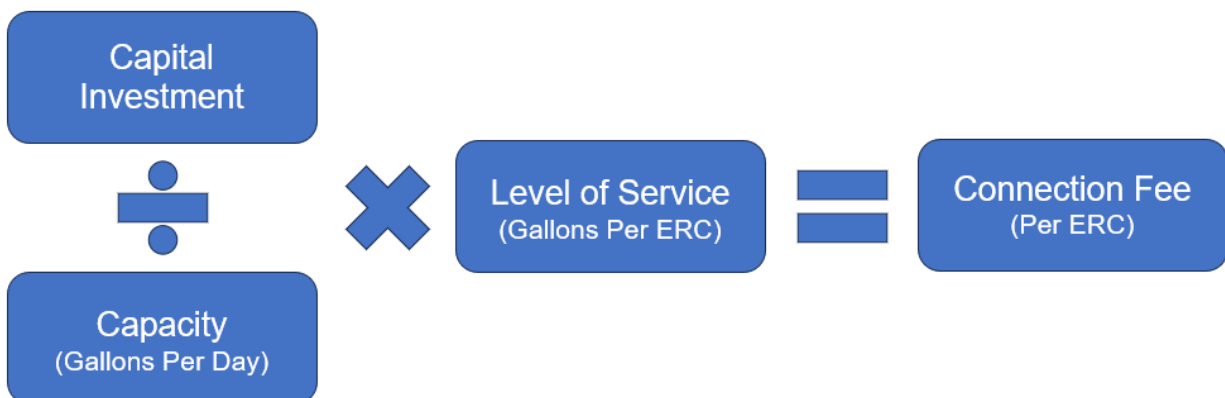 Capital
Investment
Capacity
(Gallons Per Day)
Level of Service
(Gallons Per ERC)
Connection Fee
(Per ERC)